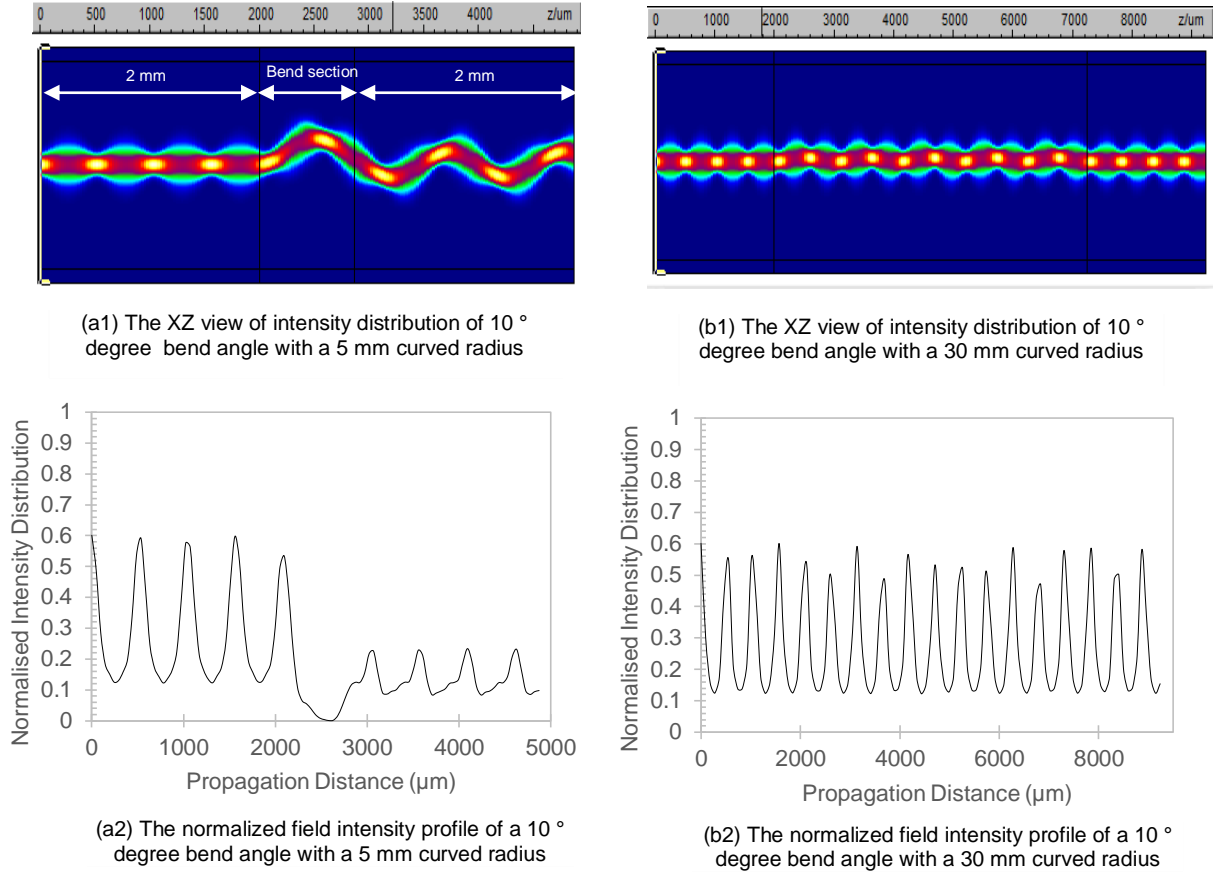 0 500 1000 1500 2000 2500 3000 3500 4000 z/um
2 mm Bend section 2 mm
(a1) The XZ view of intensity distribution of 10 °
degree bend angle with a 5 mm curved radius
0 1000 2000 3000 4000 5000 6000 7000 8000 z/um
(b1) The XZ view of intensity distribution of 10 °
degree bend angle with a 30 mm curved radius
Normalised Intensity Distribution
1
0.9
0.8
0.7
0.6
0.5
0.4
0.3
0.2
0.1
0
0 1000 2000 3000 4000 5000
Propagation Distance (µm)
(a2) The normalized field intensity profile of a 10 °
degree bend angle with a 5 mm curved radius
Normalised Intensity Distribution
1
0.9
0.8
0.7
0.6
0.5
0.4
0.3
0.2
0.1
0
0 2000 4000 6000 8000
Propagation Distance (µm)
(b2) The normalized field intensity profile of a 10 °
degree bend angle with a 30 mm curved radius